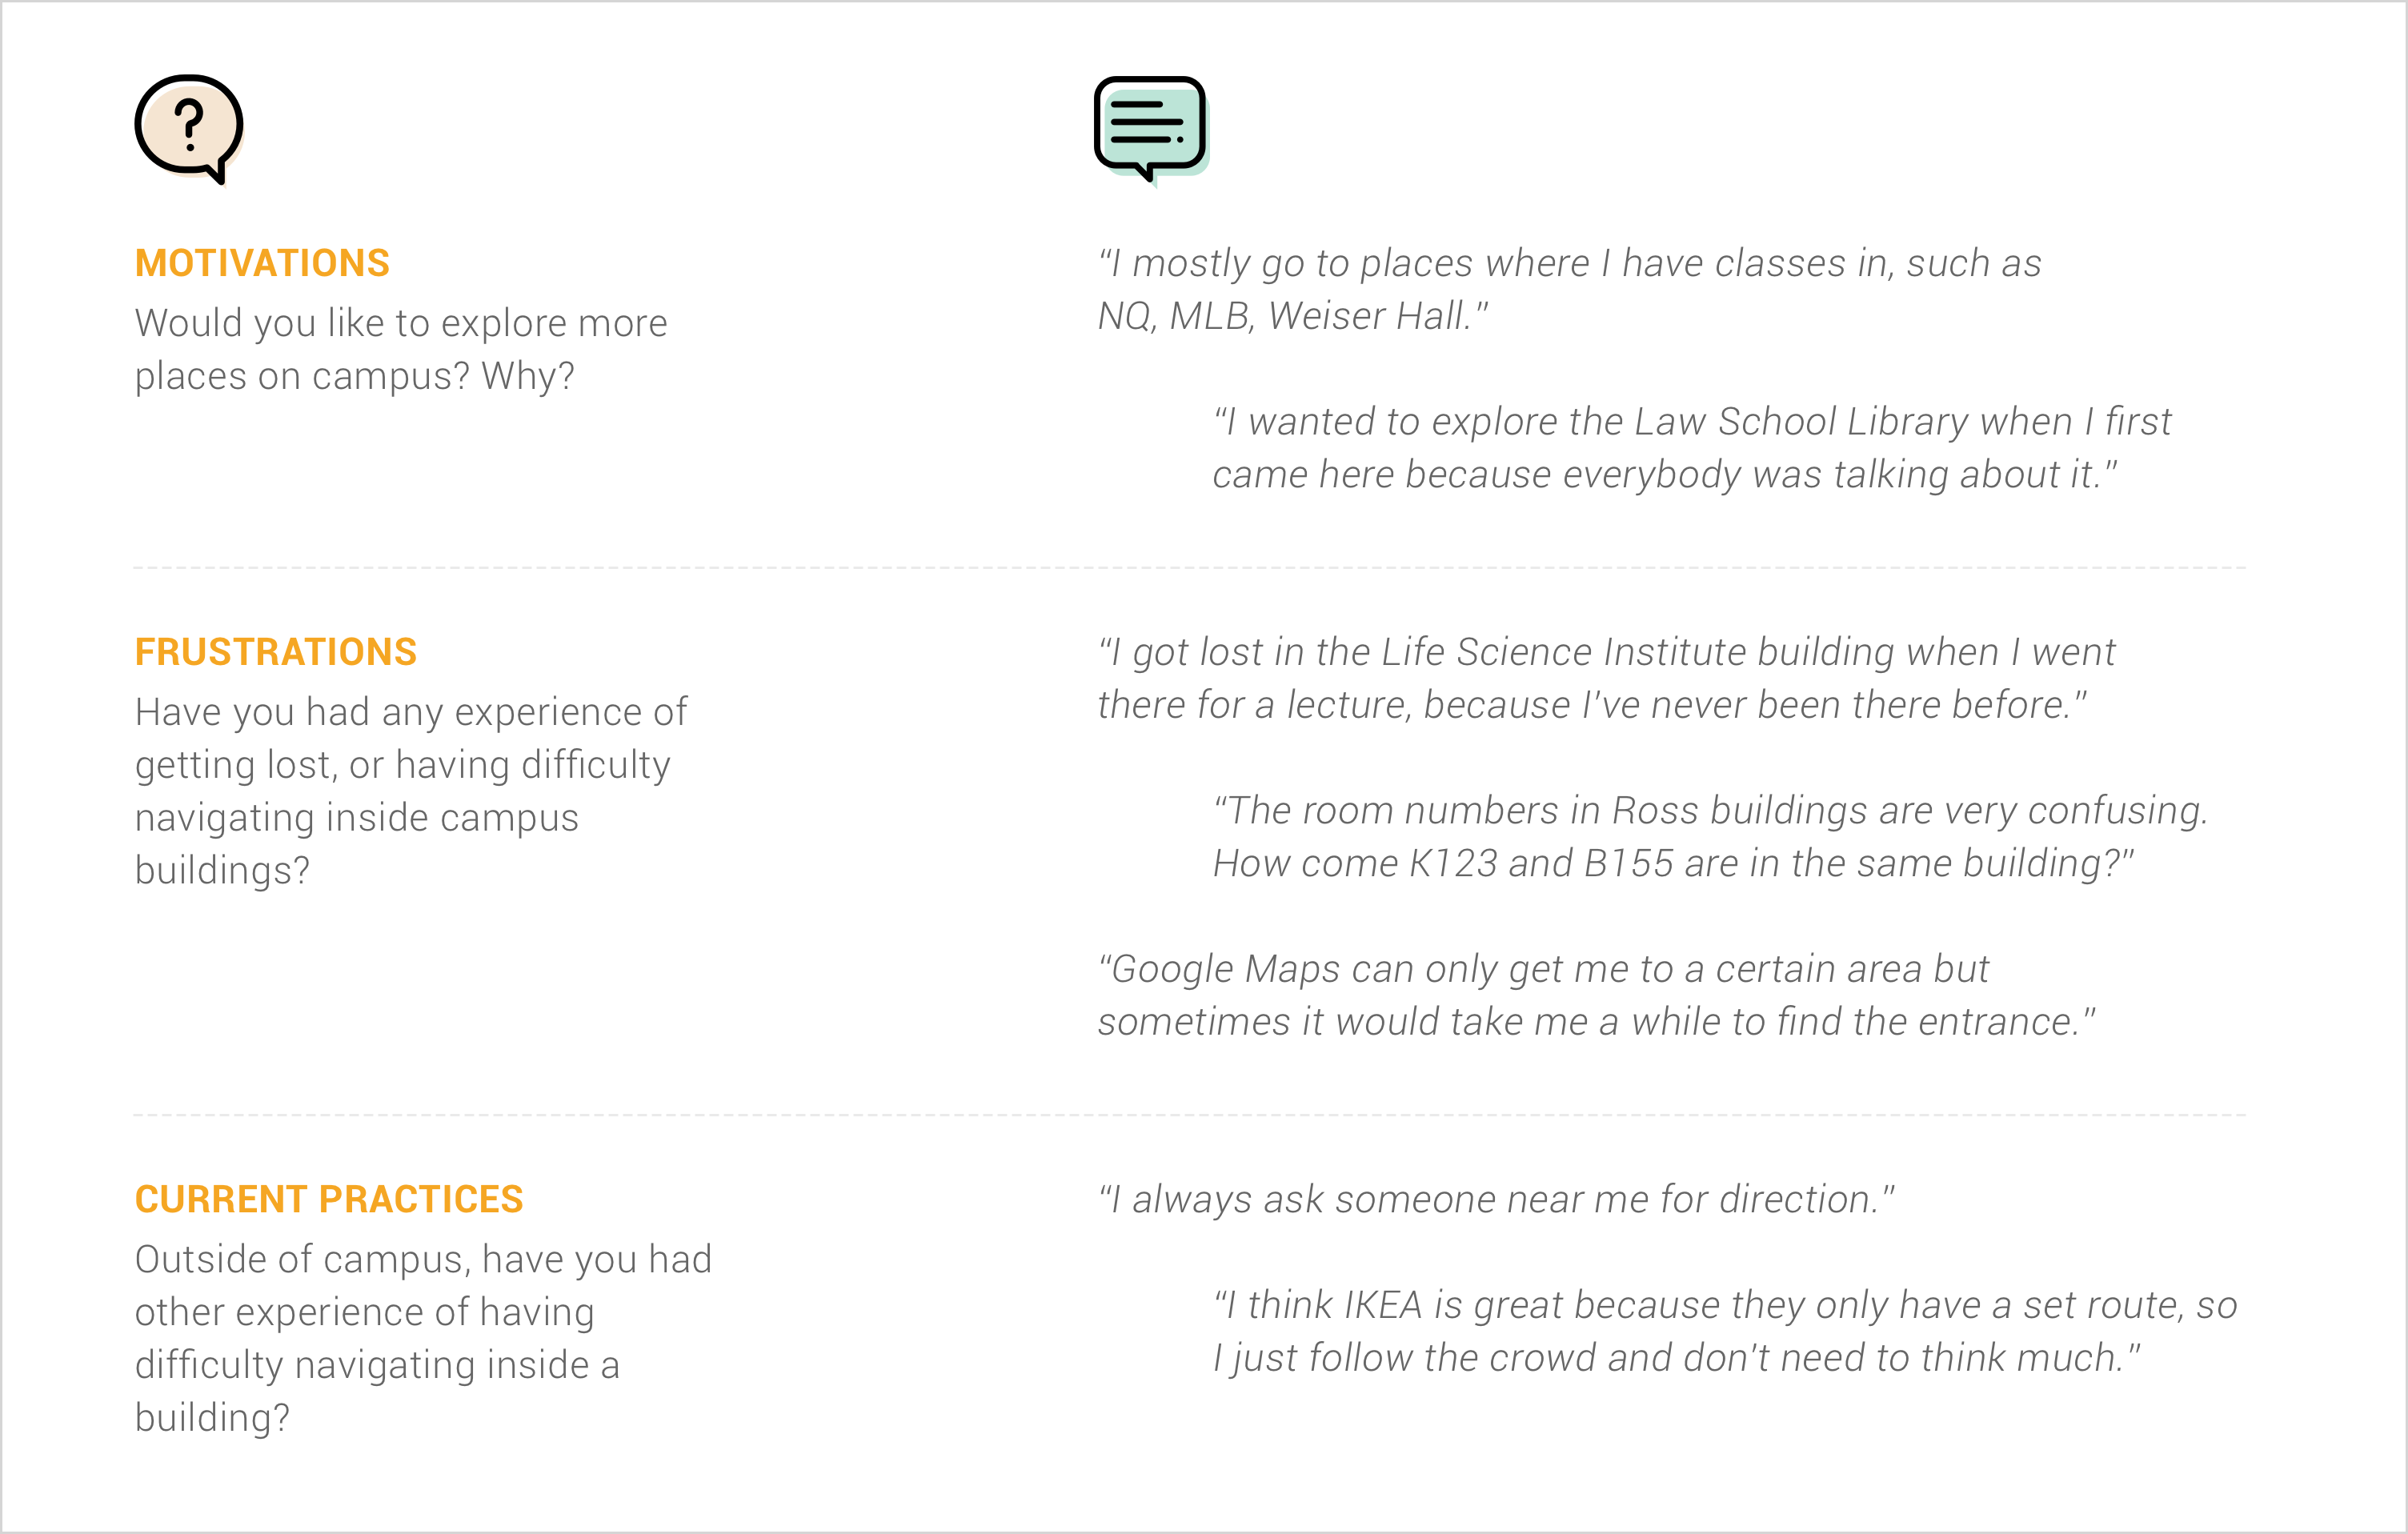 MOTIVATIONS
Would you like to explore more
places on campus? Why?
“I mostly go to places where I have classes in, such as
NQ, MLB, Weiser Hall.”
“I wanted to explore the Law School Library when I first
came here because everybody was talking about it.”
FRUSTRATIONS
Have you had any experience of
getting lost, or having difficulty
navigating inside campus
buildings?
“I got lost in the Life Science Institute building when I went
there for a lecture, because I’ve never been there before.”
“The room numbers in Ross buildings are very confusing.
How come K123 and B155 are in the same building?”
“Google Maps can only get me to a certain area but
sometimes it would take me a while to find the entrance.”
CURRENT PRACTICES
Outside of campus, have you had
other experience of having
difficulty navigating inside a
building?
“I always ask someone near me for direction.”
“I think IKEA is great because they only have a set route, so
I just follow the crowd and don’t need to think much.”